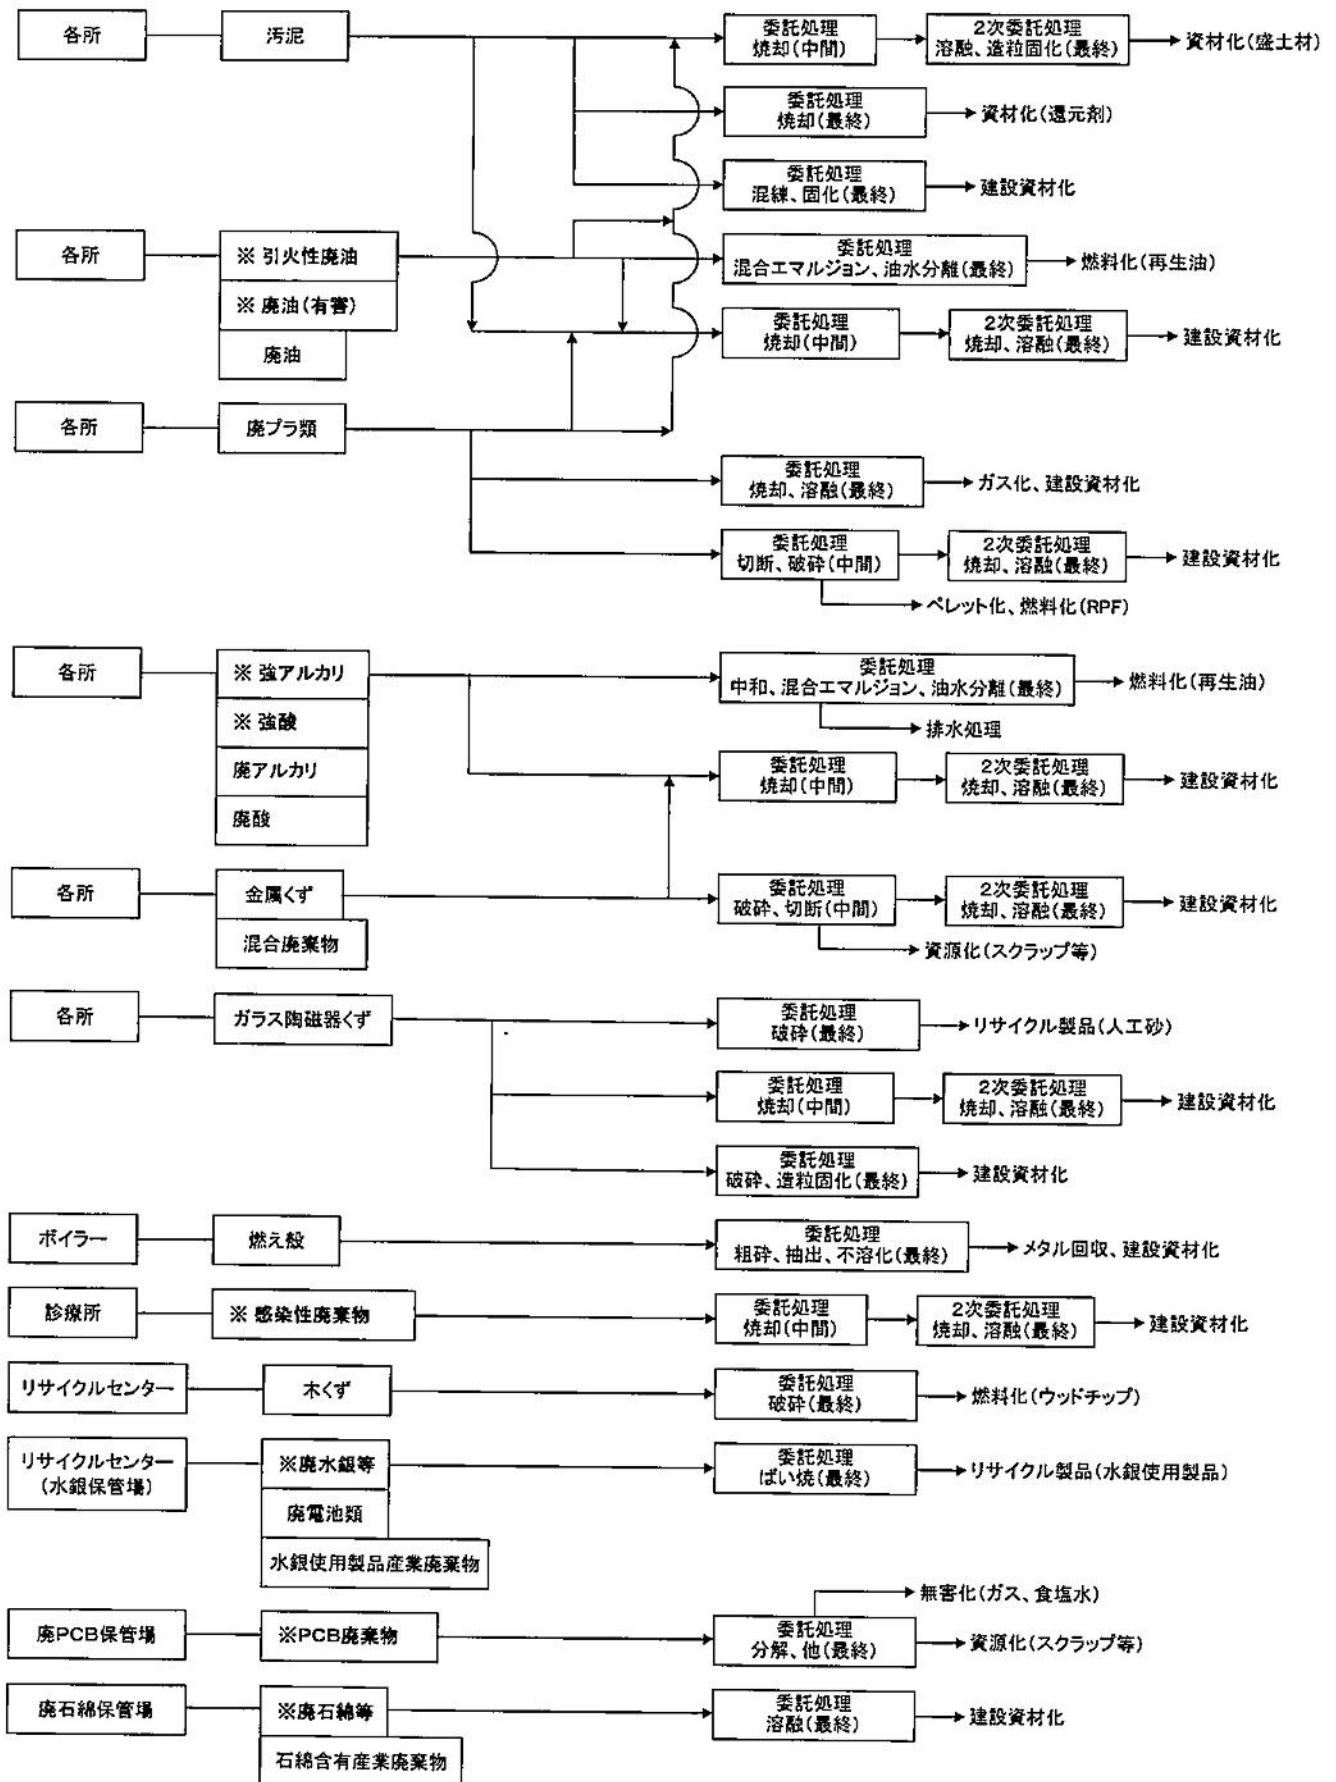 各所
汚泥
委託処理
焼却(中間)
2次委託処理
溶融、造粒固化(最終)
資材化(盛土材)
委託処理
焼却(最終)
資材化(還元剤)
委託処理
混練、固化(最終)
建設資材化
各所
※ 引火性廃油
※ 廃油(有害)
廃油
委託処理
混合エマルジョン、油水分離(最終)
燃料化(再生油)
委託処理
焼却(中間)
2次委託処理
焼却、溶融(最終)
建設資材化
各所
廃プラ類
委託処理
焼却、溶融(最終)
ガス化、建設資材化
委託処理
切断、破砕(中間)
2次委託処理
焼却、溶融(最終)
建設資材化
ペレット化、燃料化(RPF)
各所
※ 強アルカリ
※ 強酸
廃アルカリ
廃酸
委託処理
中和、混合エマルジョン、油水分離(最終)
燃料化(再生油)
排水処理
委託処理
焼却(中間)
2次委託処理
焼却、溶融(最終)
建設資材化
各所
金属くず
混合廃棄物
委託処理
破砕、切断(中間)
2次委託処理
焼却、溶融(最終)
建設資材化
資源化(スクラップ等)
各所
ガラス陶磁器くず
委託処理
破砕(最終)
リサイクル製品(人工砂)
委託処理
焼却(中間)
2次委託処理
焼却、溶融(最終)
建設資材化
委託処理
破砕、造粒固化(最終)
建設資材化
ボイラー
燃え殻
委託処理
粗砕、抽出、不溶化(最終)
メタル回収、建設資材化
診療所
※ 感染性廃棄物
委託処理
焼却(中間)
2次委託処理
焼却、溶融(最終)
建設資材化
リサイクルセンター
木くず
委託処理
破砕(最終)
燃料化(ウッドチップ)
リサイクルセンター
(水銀保管場)
※廃水銀等
廃電池類
水銀使用製品産業廃棄物
委託処理
ばい焼(最終)
リサイクル製品(水銀使用製品)
廃PCB保管場
※PCB廃棄物
委託処理
分解、他(最終)
無害化(ガス、食塩水)
資源化(スクラップ等)
廃石綿保管場
※廃石綿等
石綿含有産業廃棄物
委託処理
溶融(最終)
建設資材化